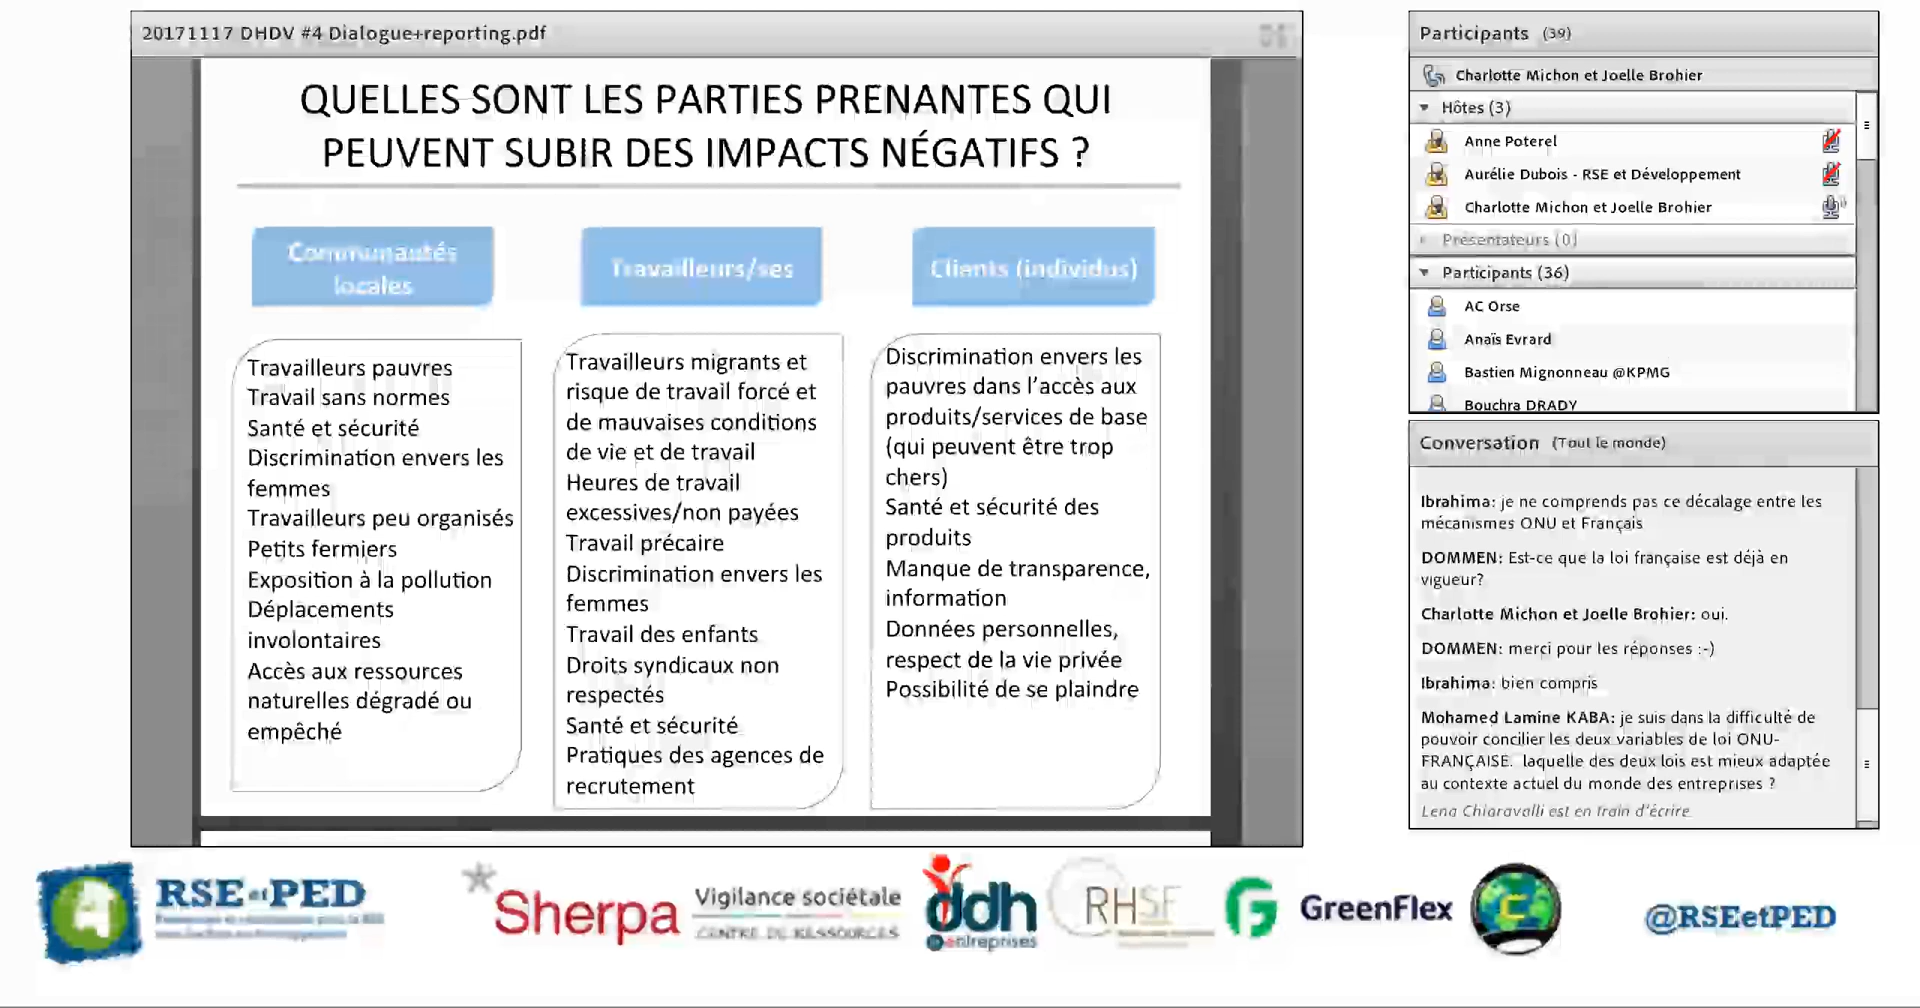 20171117 DHDV #4 Dialogue+reporting.pdf
QUELLES SONT LES PARTIES PRENANTES QUI
PEUVENT SUBIR DES IMPACTS NÉGATIFS ?
Communautés
locales
Travailleurs pauvres
Travail sans normes
Santé et sécurité
Discrimination envers les
femmes
Travailleurs peu organisés
Petits fermiers
Exposition à la pollution
Déplacements
involontaires
Accès aux ressources
naturelles dégradé ou
empêché
Travailleurs/ses
Travailleurs migrants et
risque de travail forcé et
de mauvaises conditions
de vie et de travail
Heures de travail
excessives/non payées
Travail précaire
Discrimination envers les
femmes
Travail des enfants
Droits syndicaux non
respectés
Santé et sécurité
Pratiques des agences de
recrutement
Clients (individus)
Discrimination envers les
pauvres dans l'accès aux
produits/services de base
(qui peuvent être trop
chers)
Santé et sécurité des
produits
Manque de transparence,
information
Données personnelles,
respect de la vie privée
Possibilité de se plaindre
Participants (39)
Charlotte Michon et Joelle Brohier
Hôtes (3)
Anne Poterel
Aurélie Dubois - RSE et Développement
Charlotte Michon et Joelle Brohier
Présentateurs (0)
Participants (36)
AC Orse
Anaïs Evrard
Bastien Mignonneau @KPMG
Bouchra DRADY
Conversation (Tout le monde)
Ibrahima: je ne comprends pas ce décalage entre les
mécanismes ONU et Français
DOMMEN: Est-ce que la loi française est déjà en
vigueur?
Charlotte Michon et Joelle Brohier: oui.
DOMMEN: merci pour les réponses :-)
Ibrahima: bien compris
Mohamed Lamine KABA: je suis dans la difficulté de
pouvoir concilier les deux variables de loi ONU-
FRANÇAISE. laquelle des deux lois est mieux adaptée
au contexte actuel du monde des entreprises ?
Lena Chiaravalli est en train d'écrire
RSE et PED
Sherpa
Vigilance sociétale
CENTRE DE RESSOURCES
ddh
entreprises
RHSF
GreenFlex
@RSEetPED